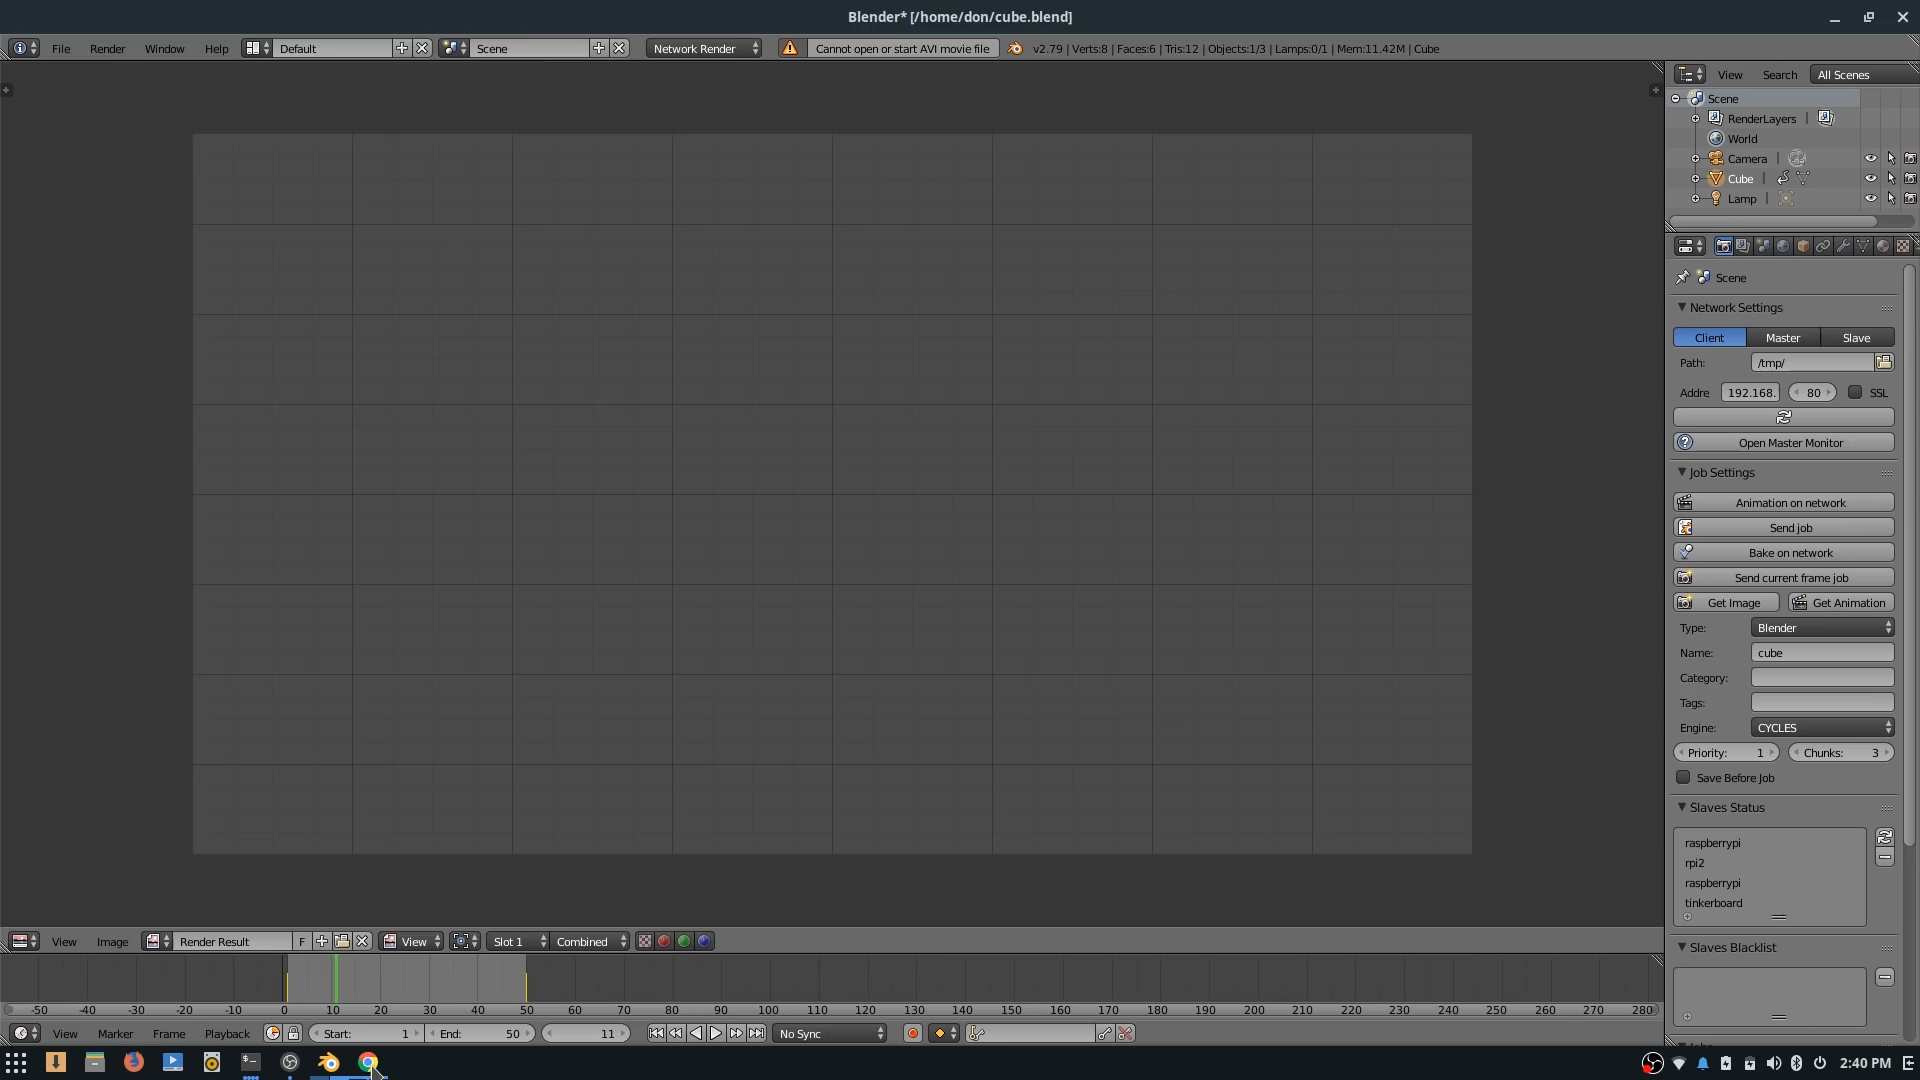 Blender* [/home/don/cube.blend]
File Render Window Help Default Scene Network Render Cannot open or start AVI movie file v2.79 | Verts:8 | Faces:6 | Tris:12 | Objects:1/3 | Lamps:0/1 | Mem:11.42M | Cube
View Search All Scenes
Scene
RenderLayers
World
Camera
Cube
Lamp
Scene
Network Settings
Client Master Slave
Path: /tmp/
Addre 192.168. 80 SSL
Open Master Monitor
Job Settings
Animation on network
Send job
Bake on network
Send current frame job
Get Image Get Animation
Type: Blender
Name: cube
Category:
Tags:
Engine: CYCLES
Priority: 1 Chunks: 3
Save Before Job
Slaves Status
raspberrypi
rpi2
raspberrypi
tinkerboard
Slaves Blacklist
View Image Render Result F View Slot 1 Combined
-50 -40 -30 -20 -10 0 10 20 30 40 50 60 70 80 90 100 110 120 130 140 150 160 170 180 190 200 210 220 230 240 250 260 270 280
View Marker Frame Playback Start: 1 End: 50 11 No Sync
2:40 PM